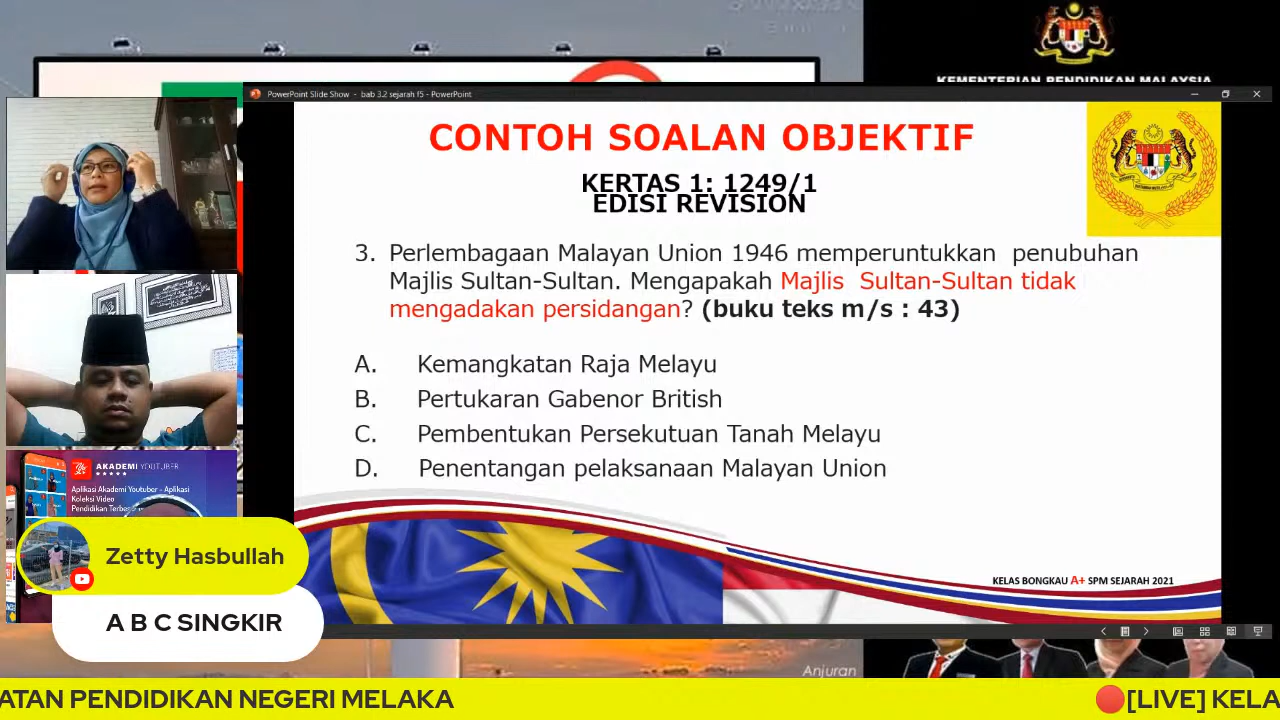 KEMENTERIAN PENDIDIKAN MALAYSIA
PowerPoint Slide Show - bab 3.2 sejarah f5 - PowerPoint
CONTOH SOALAN OBJEKTIF
KERTAS 1: 1249/1
EDISI REVISION
3. Perlembagaan Malayan Union 1946 memperuntukkan penubuhan
Majlis Sultan-Sultan. Mengapakah Majlis Sultan-Sultan tidak
mengadakan persidangan? (buku teks m/s : 43)
A. Kemangkatan Raja Melayu
B. Pertukaran Gabenor British
C. Pembentukan Persekutuan Tanah Melayu
D. Penentangan pelaksanaan Malayan Union
KELAS BONGKAU A+ SPM SEJARAH 2021
AKADEMI YOUTUBER
Aplikasi Akademi Youtuber - Aplikasi
Koleksi Video
Pendidikan
Zetty Hasbullah
A B C SINGKIR
Anjuran
ATAN PENDIDIKAN NEGERI MELAKA
[LIVE] KELA